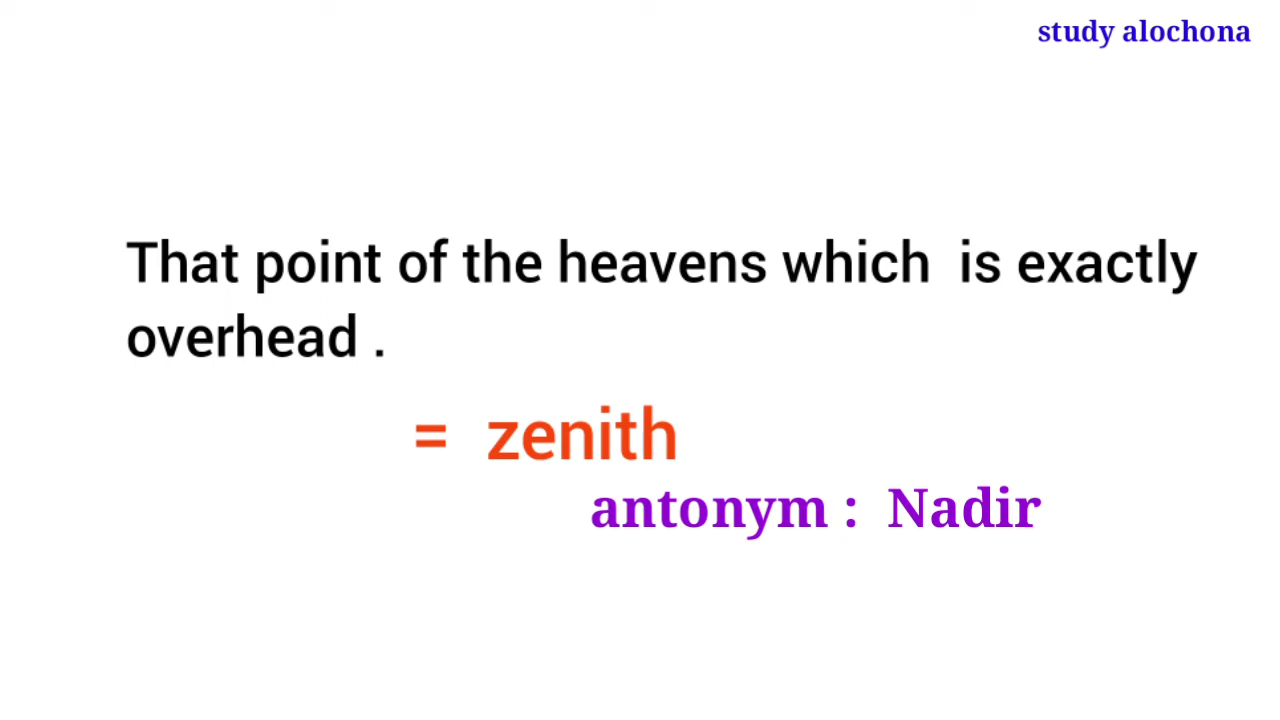 study alochona
That point of the heavens which is exactly
overhead .
= zenith
antonym : Nadir